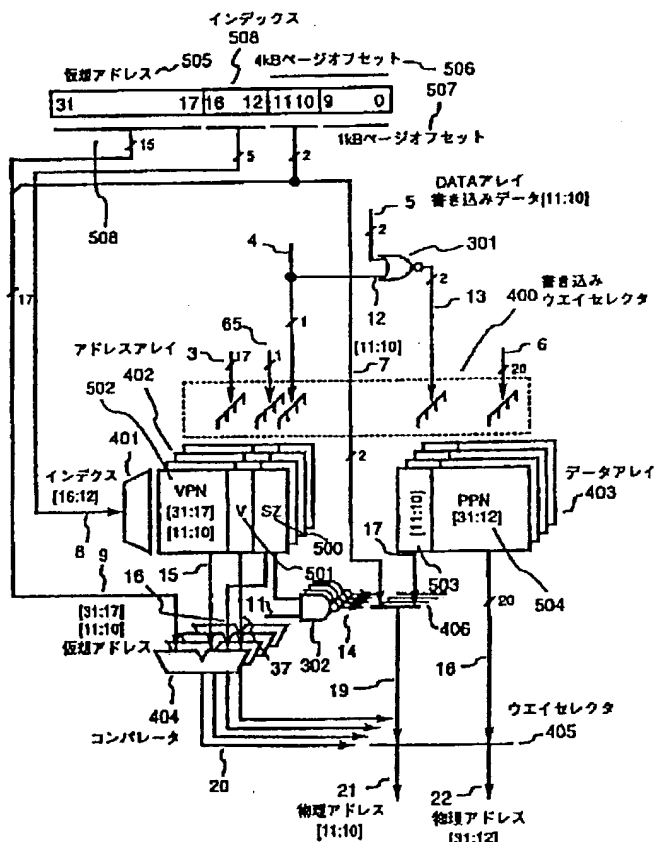 インデックス
508
4kBページオフセット
506
仮想アドレス
505
507
31 17 16 12 11 10 9 0
15
5
2
1kBページオフセット
508
DATAアレイ
書き込みデータ[11:10]
5
2
301
4
17
2
12
13
400
書き込み
ウエイセレクタ
65
3
17
1
1
[11:10]
7
6
20
アドレスアレイ
402
502
401
2
データアレイ
403
インデクス
[16:12]
8
VPN
[31:17]
[11:10]
V
SZ
500
501
[11:10]
PPN
[31:12]
17
503
504
9
16
15
11
302
14
406
20
[31:17]
[11:10]
仮想アドレス
37
19
16
404
コンパレータ
ウエイセレクタ
405
20
21
22
物理アドレス
[11:10]
物理アドレス
[31:12]